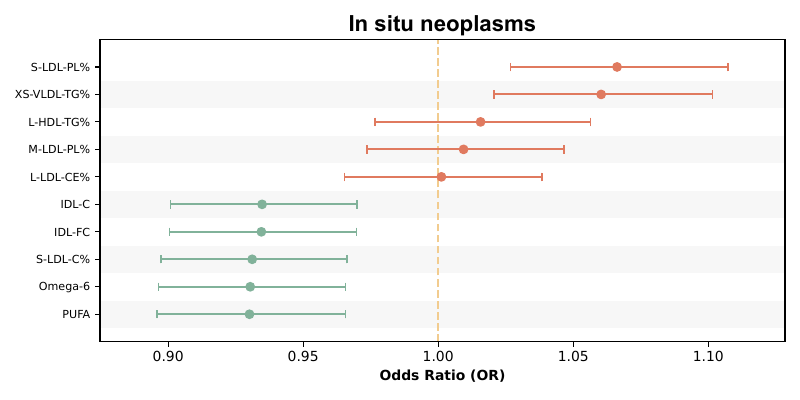 In situ neoplasms
S-LDL-PL%
XS-VLDL-TG%
L-HDL-TG%
M-LDL-PL%
L-LDL-CE%
IDL-C
IDL-FC
S-LDL-C%
Omega-6
PUFA
0.90 0.95 1.00 1.05 1.10
Odds Ratio (OR)